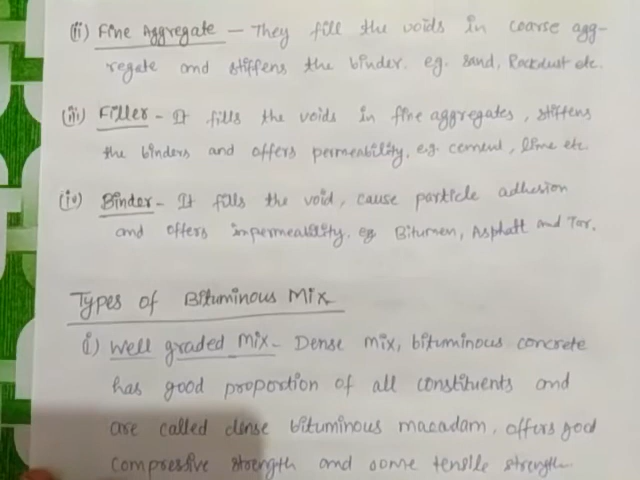 (ii) Fine Aggregate - They fill the voids in coarse agg-
regate and stiffens the binder. eg. sand, Rockdust etc.
(iii) Filler - It fills the voids in fine aggregates, stiffens
the binders and offers permeability. eg. cement, lime etc.
(iv) Binder - It fills the void, cause particle adhesion
and offers impermeability. eg Bitumen, Asphalt and Tar.
Types of Bituminous Mix
(i) Well graded Mix - Dense mix, bituminous concrete
has good proportion of all constituents and
are called dense bituminous macadam, offers good
compressive strength and some tensile strength.